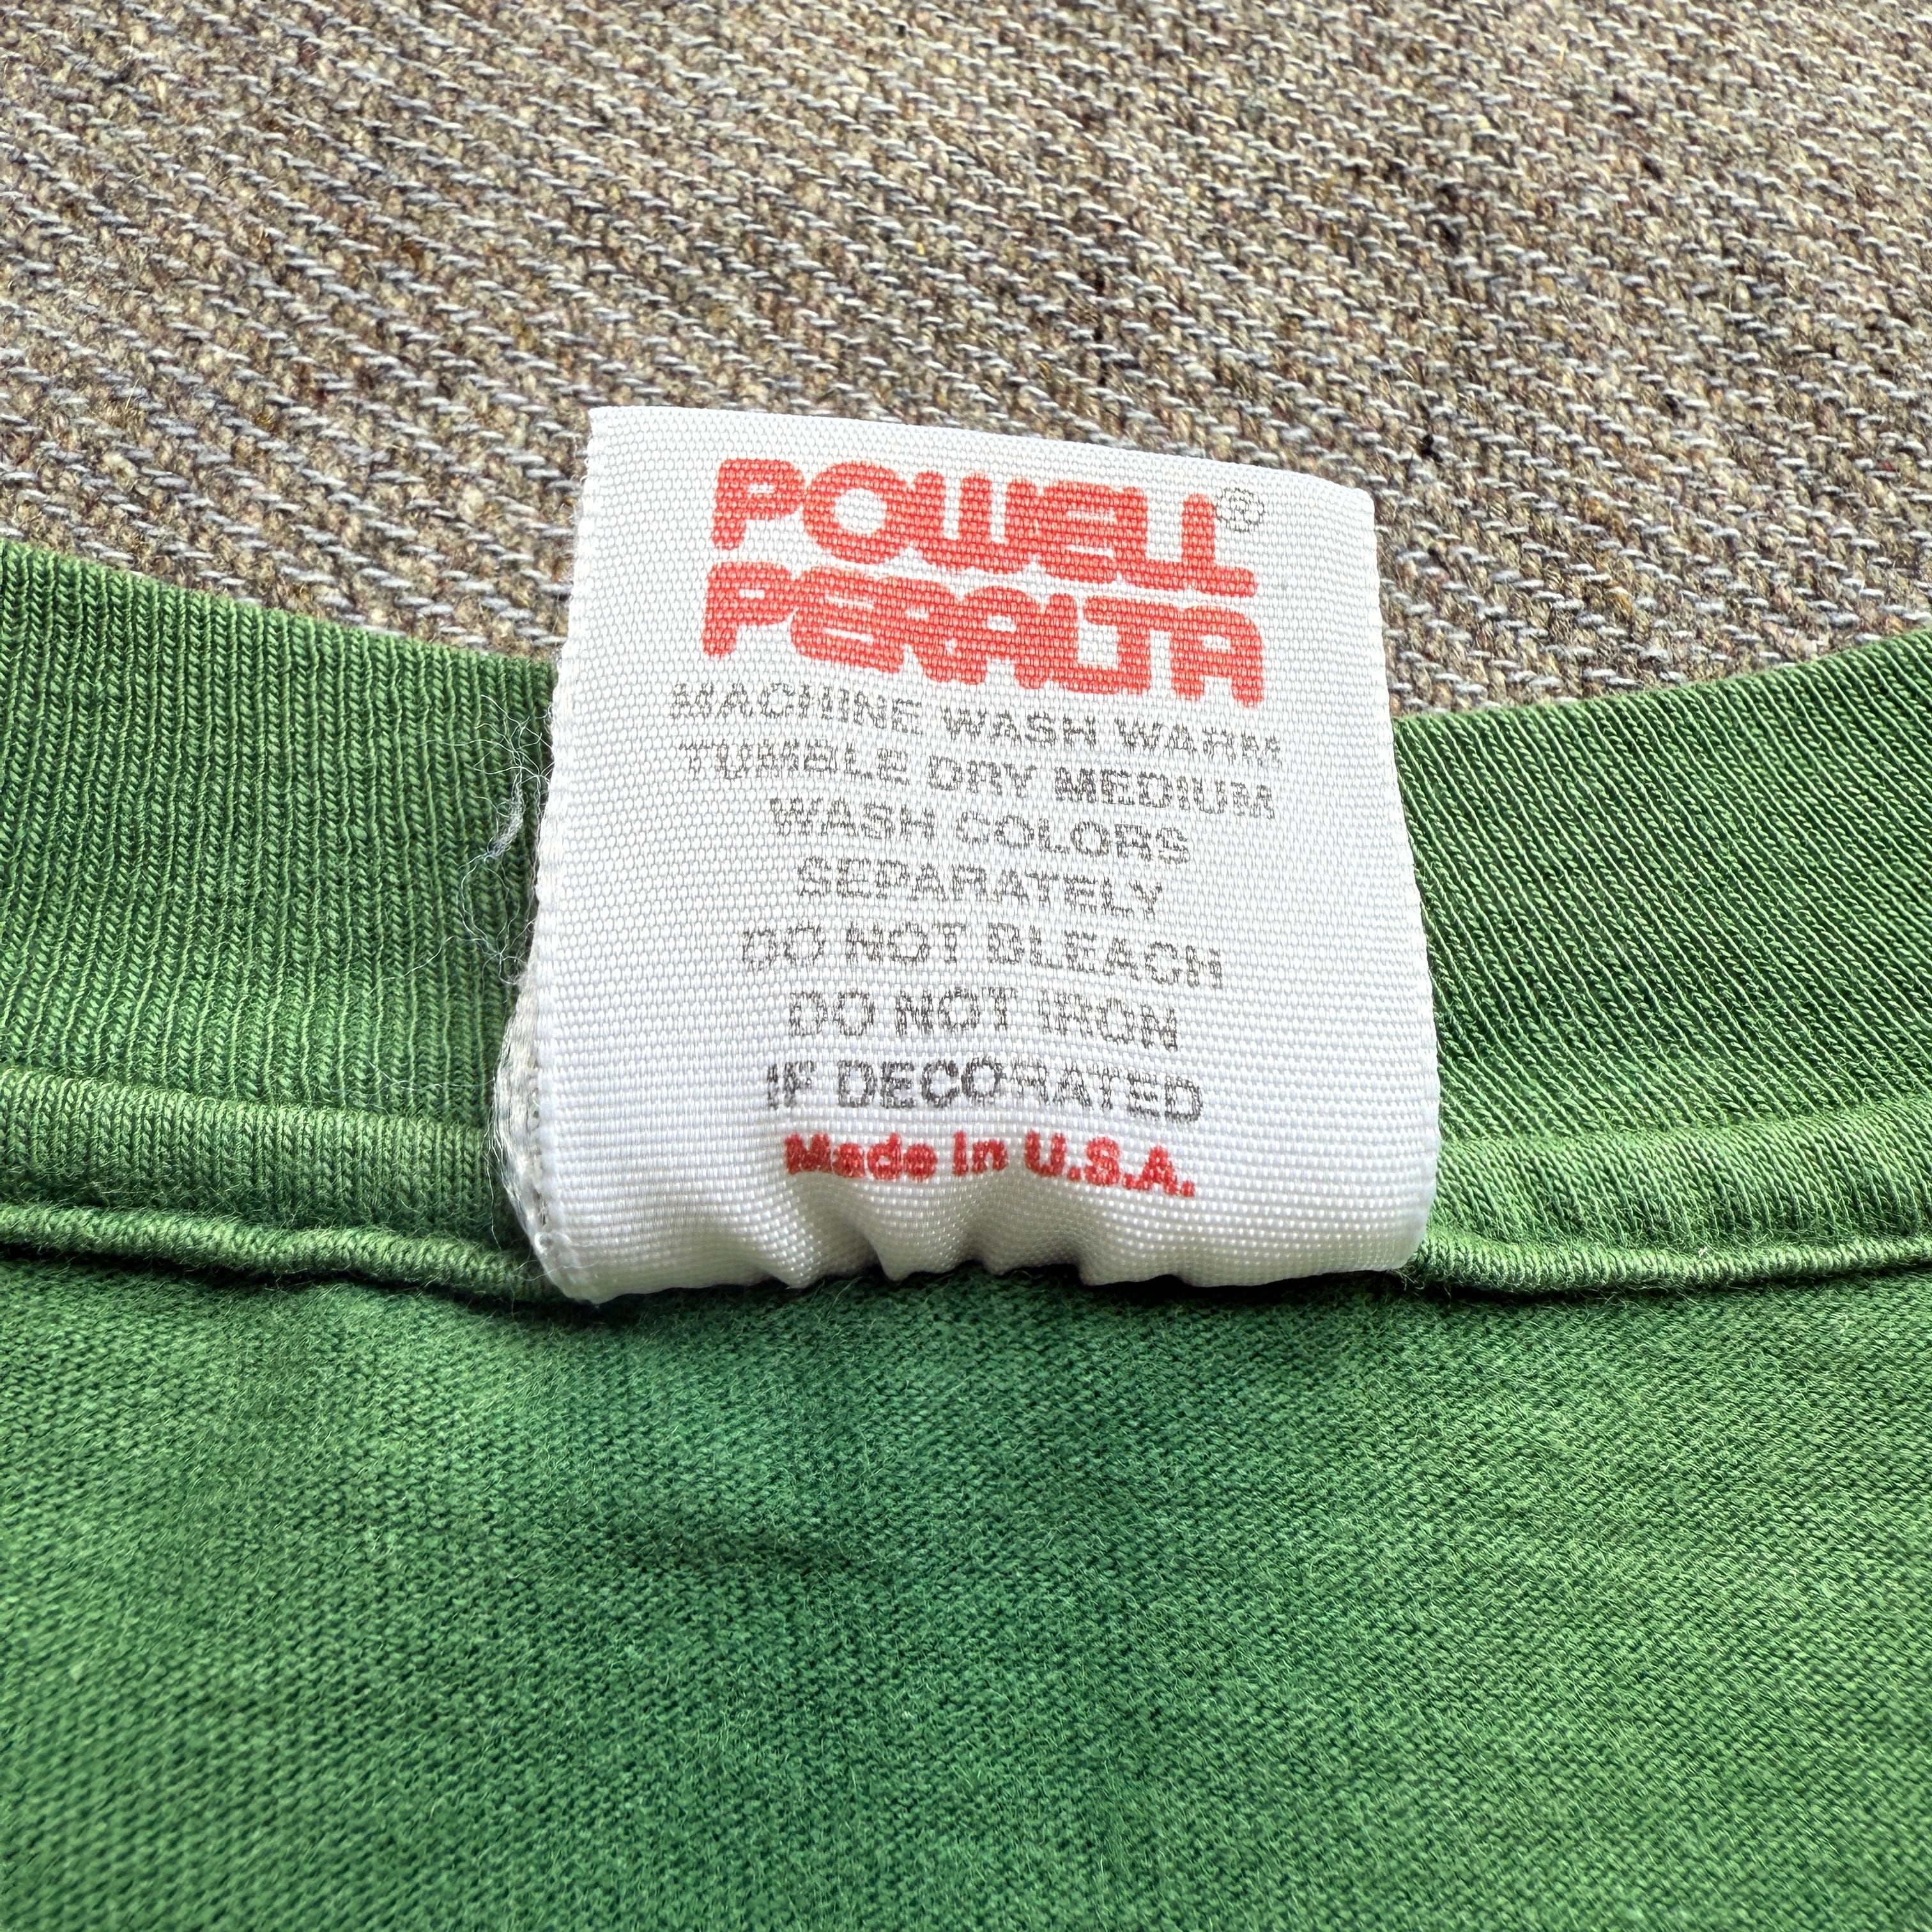 POWELL®
PERALTA
MACHINE WASH WARM
TUMBLE DRY MEDIUM
WASH COLORS
SEPARATELY
DO NOT BLEACH
DO NOT IRON
IF DECORATED
Made in U.S.A.